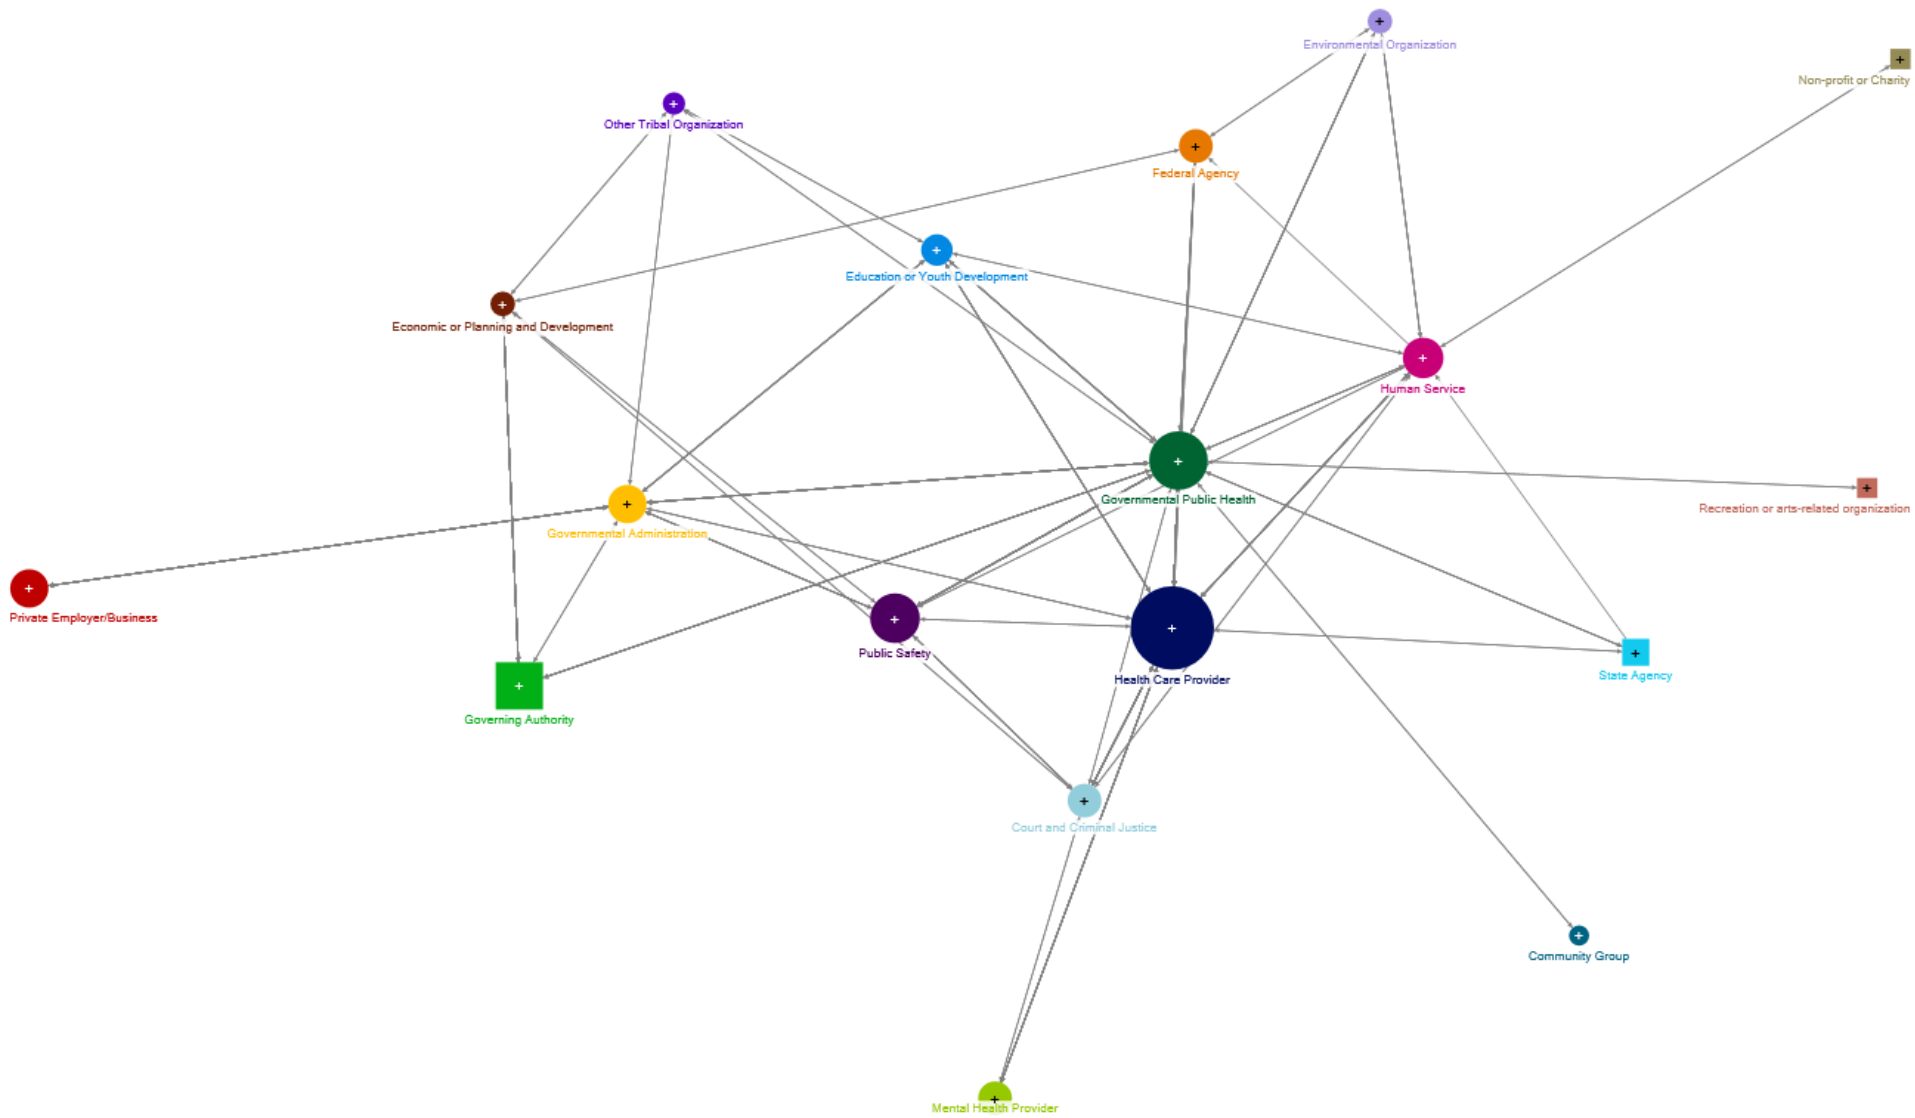 Environmental Organization
Non-profit or Charity
Other Tribal Organization
Federal Agency
Education or Youth Development
Economic or Planning and Development
Human Service
Governmental Public Health
Recreation or arts-related organization
Governmental Administration
Private Employer/Business
Public Safety
Health Care Provider
State Agency
Governing Authority
Court and Criminal Justice
Community Group
Mental Health Provider